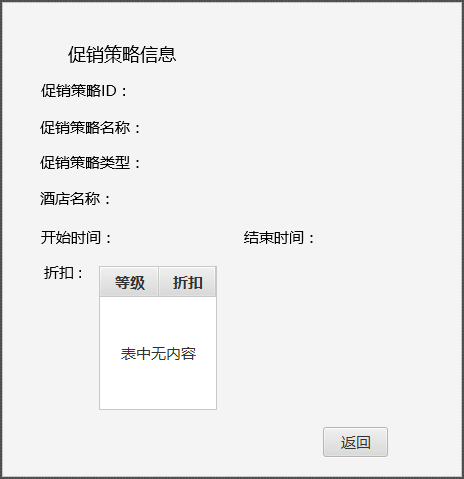 促销策略信息
促销策略ID：
促销策略名称：
促销策略类型：
酒店名称：
开始时间： 结束时间：
折扣： 等级 折扣
表中无内容
返回